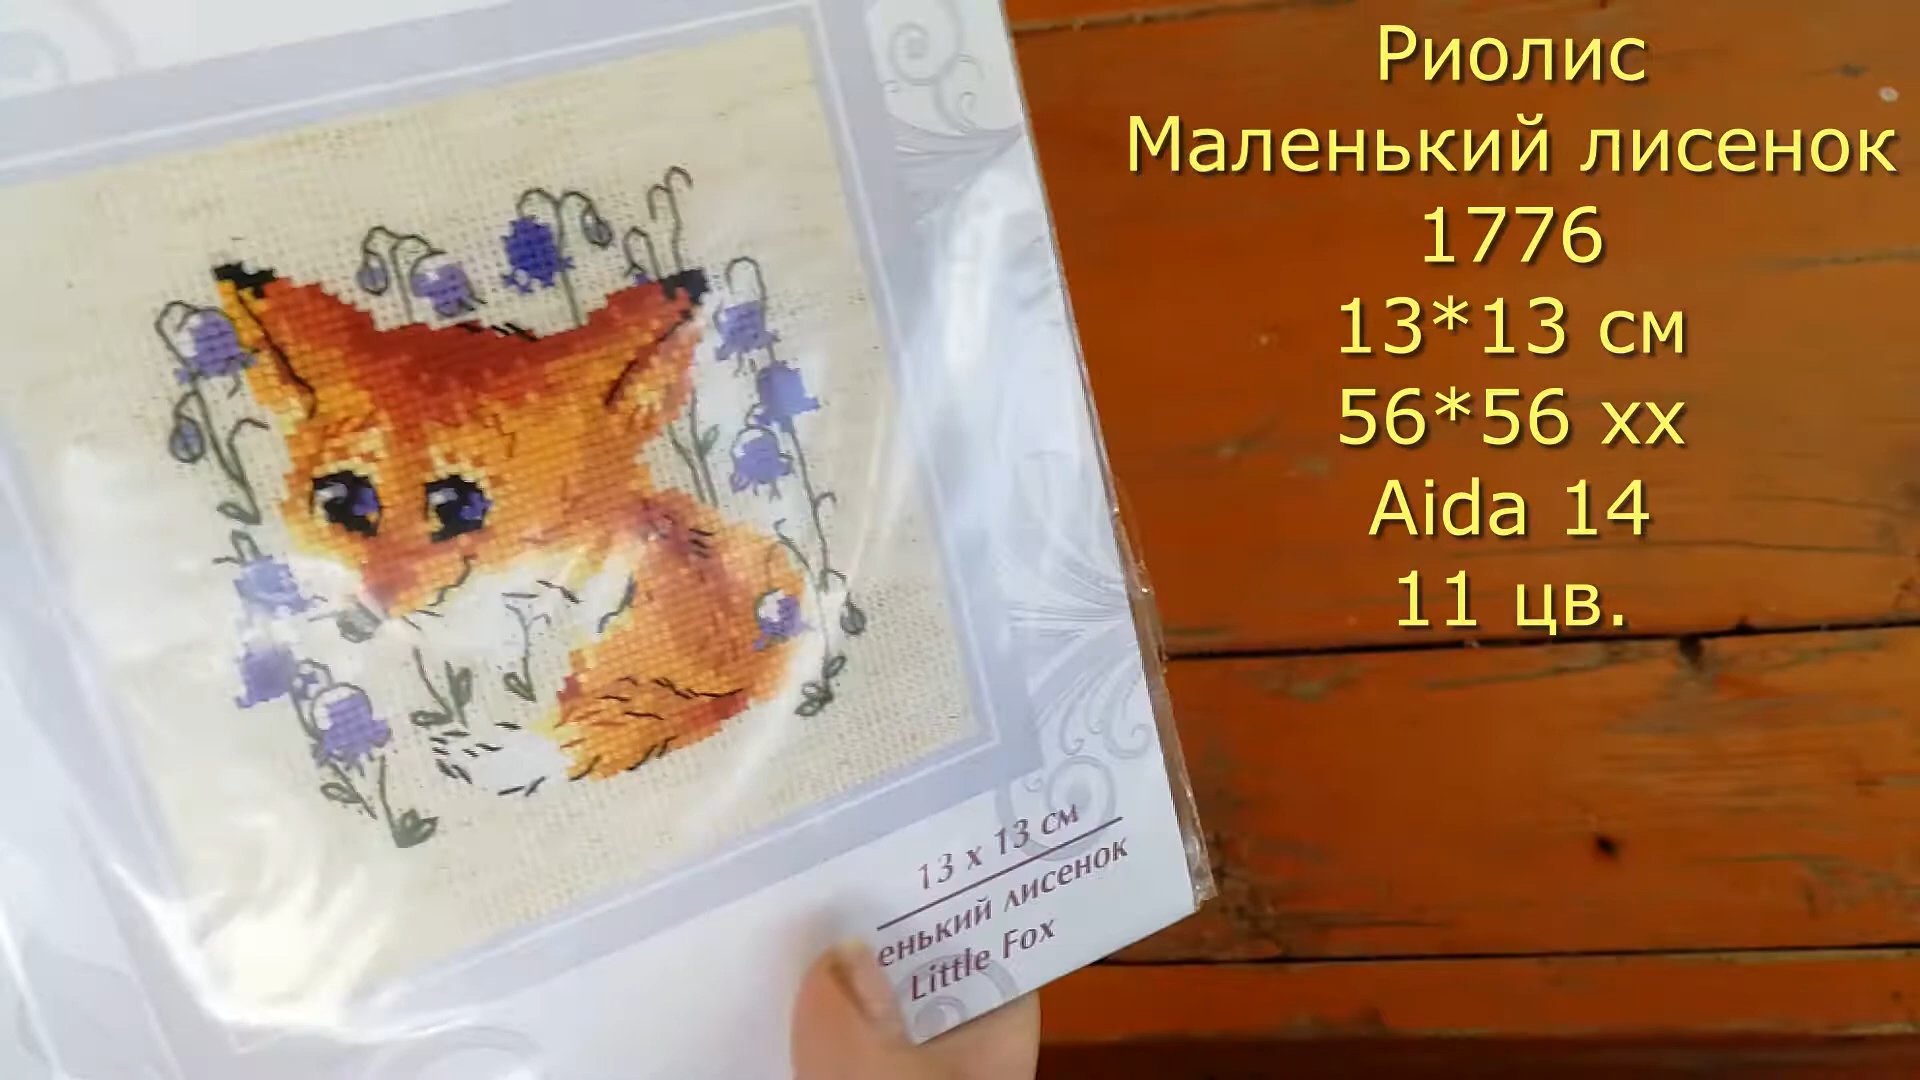 Риолис
Маленький лисенок
1776
13*13 см
56*56 хх
Aida 14
11 цв.
13 х 13 см
енький лисенок
Little Fox